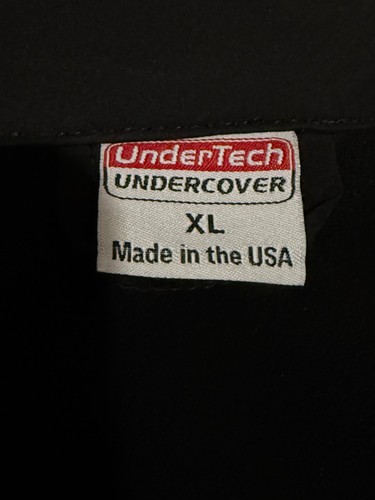 UnderTech
UNDERCOVER
XL
Made in the USA